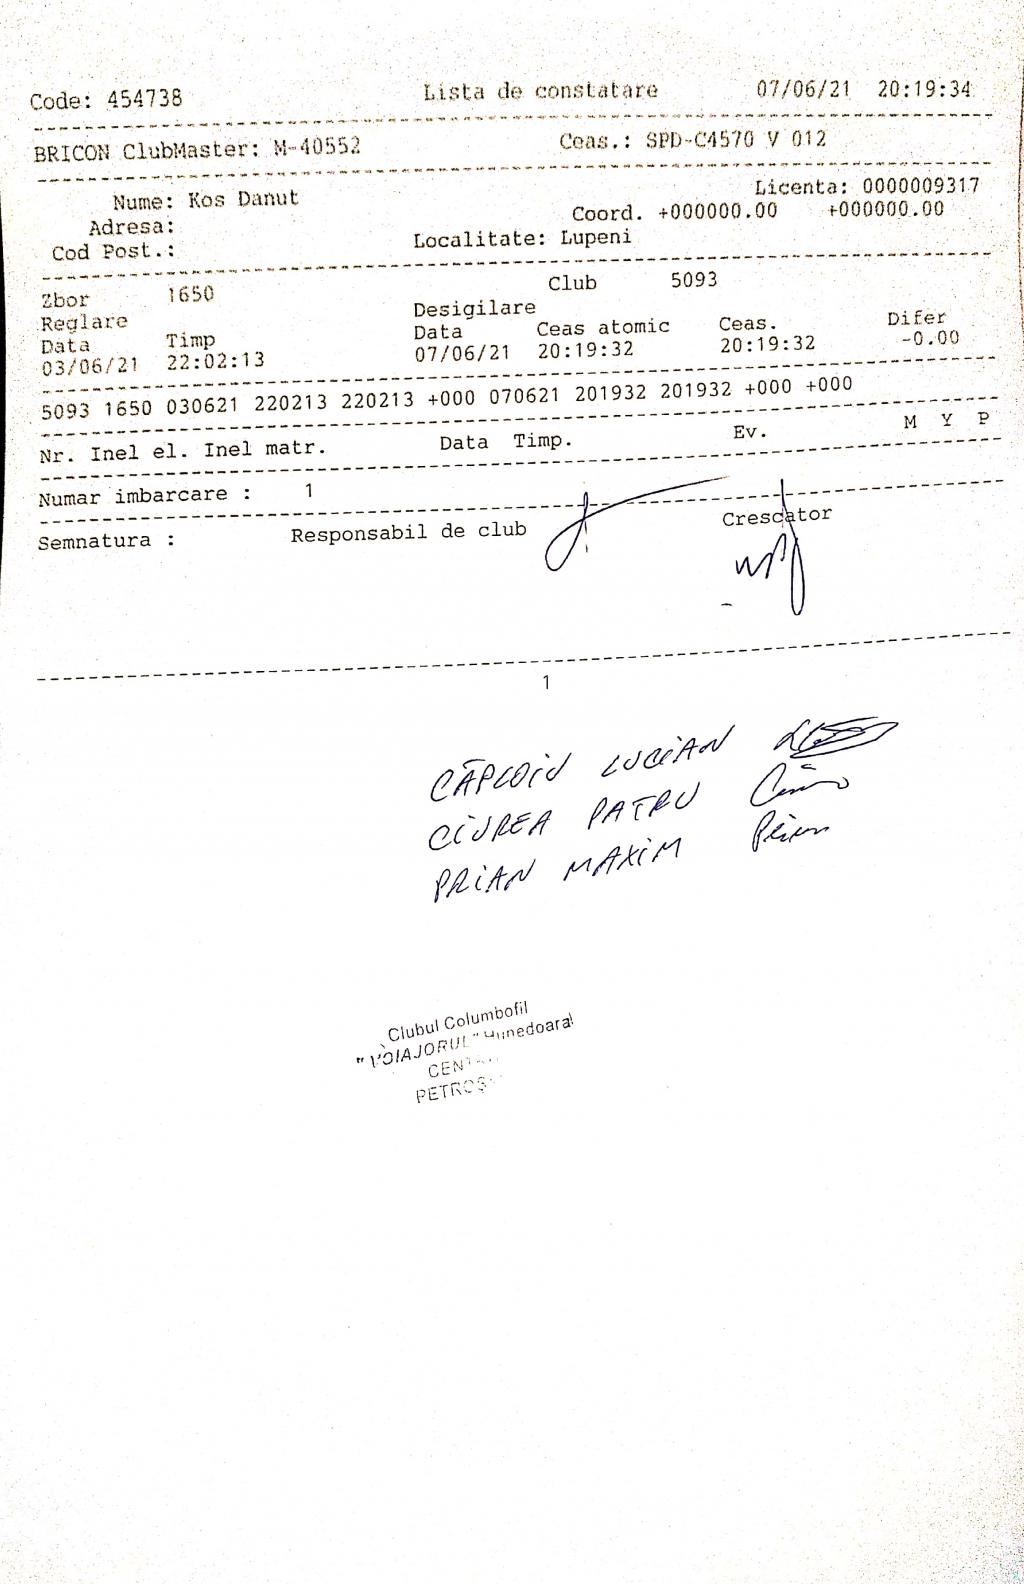 Code: 454738 Lista de constatare 07/06/21 20:19:34
BRICON ClubMaster: M-40552 Ceas.: SPD-C4570 V 012
Nume: Kos Danut Licenta: 0000009317
Adresa: Coord. +000000.00 +000000.00
Cod Post.: Localitate: Lupeni
Zbor 1650 Club 5093
Reglare Desigilare
Data Timp Data Ceas atomic Ceas. Difer
03/06/21 22:02:13 07/06/21 20:19:32 20:19:32 -0.00
5093 1650 030621 220213 220213 +000 070621 201932 201932 +000 +000
Nr. Inel el. Inel matr. Data Timp. Ev. M Y P
Numar imbarcare : 1
Semnatura : Responsabil de club Crescator
1
LUCIAN
CIUREA PATRU
PRIAN MAXIM Prian
Clubul Columbofil
"VOIAJORUL" Hunedoara